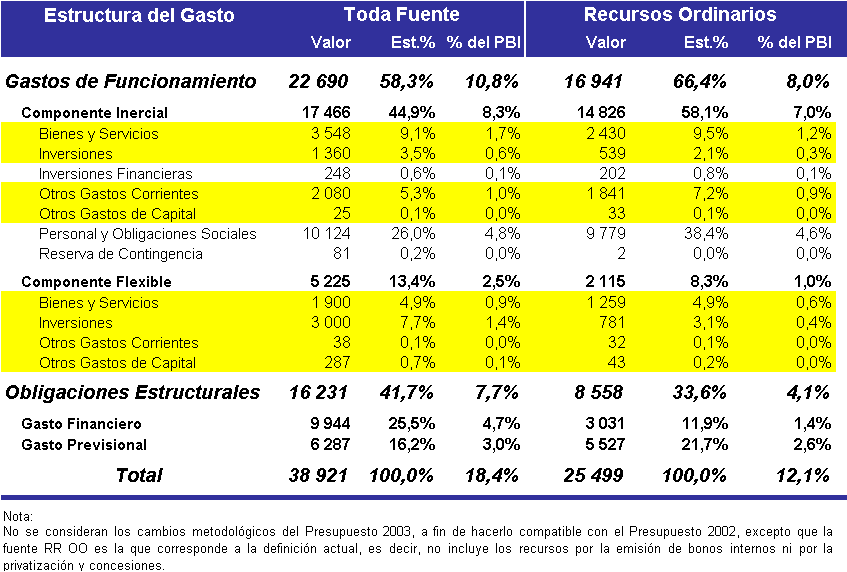 Estructura del Gasto Toda Fuente Recursos Ordinarios
Valor Est.% % del PBI Valor Est.% % del PBI
Gastos de Funcionamiento 22 690 58,3% 10,8% 16 941 66,4% 8,0%
Componente Inercial 17 466 44,9% 8,3% 14 826 58,1% 7,0%
Bienes y Servicios 3 548 9,1% 1,7% 2 430 9,5% 1,2%
Inversiones 1 360 3,5% 0,6% 539 2,1% 0,3%
Inversiones Financieras 248 0,6% 0,1% 202 0,8% 0,1%
Otros Gastos Corrientes 2 080 5,3% 1,0% 1 841 7,2% 0,9%
Otros Gastos de Capital 25 0,1% 0,0% 33 0,1% 0,0%
Personal y Obligaciones Sociales 10 124 26,0% 4,8% 9 779 38,4% 4,6%
Reserva de Contingencia 81 0,2% 0,0% 2 0,0% 0,0%
Componente Flexible 5 225 13,4% 2,5% 2 115 8,3% 1,0%
Bienes y Servicios 1 900 4,9% 0,9% 1 259 4,9% 0,6%
Inversiones 3 000 7,7% 1,4% 781 3,1% 0,4%
Otros Gastos Corrientes 38 0,1% 0,0% 32 0,1% 0,0%
Otros Gastos de Capital 287 0,7% 0,1% 43 0,2% 0,0%
Obligaciones Estructurales 16 231 41,7% 7,7% 8 558 33,6% 4,1%
Gasto Financiero 9 944 25,5% 4,7% 3 031 11,9% 1,4%
Gasto Previsional 6 287 16,2% 3,0% 5 527 21,7% 2,6%
Total 38 921 100,0% 18,4% 25 499 100,0% 12,1%
Nota:
No se consideran los cambios metodológicos del Presupuesto 2003, a fin de hacerlo compatible con el Presupuesto 2002, excepto que la
fuente RR OO es la que corresponde a la definición actual, es decir, no incluye los recursos por la emisión de bonos internos ni por la
privatización y concesiones.